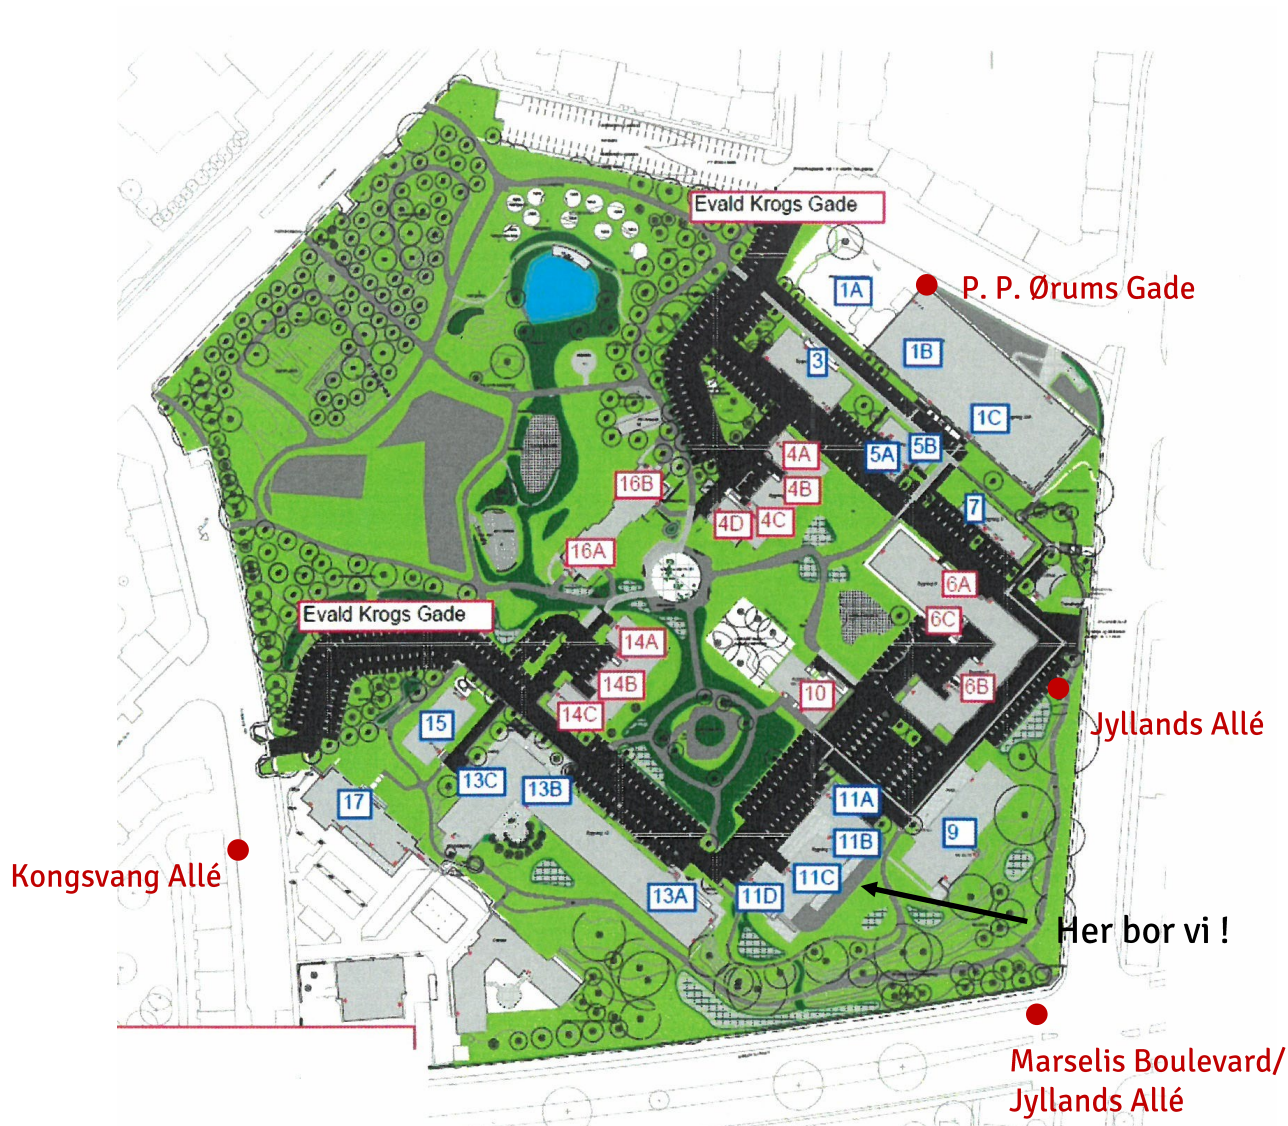 Evald Krogs Gade
1A
P. P. Ørums Gade
1B
3
1C
4A
5A
5B
16B
4B
7
4D
4C
16A
6A
Evald Krogs Gade
6C
14A
14B
10
6B
14C
15
Jyllands Allé
13C
13B
17
11A
11B
9
11C
Kongsvang Allé
13A
11D
Her bor vi !
Marselis Boulevard/
Jyllands Allé